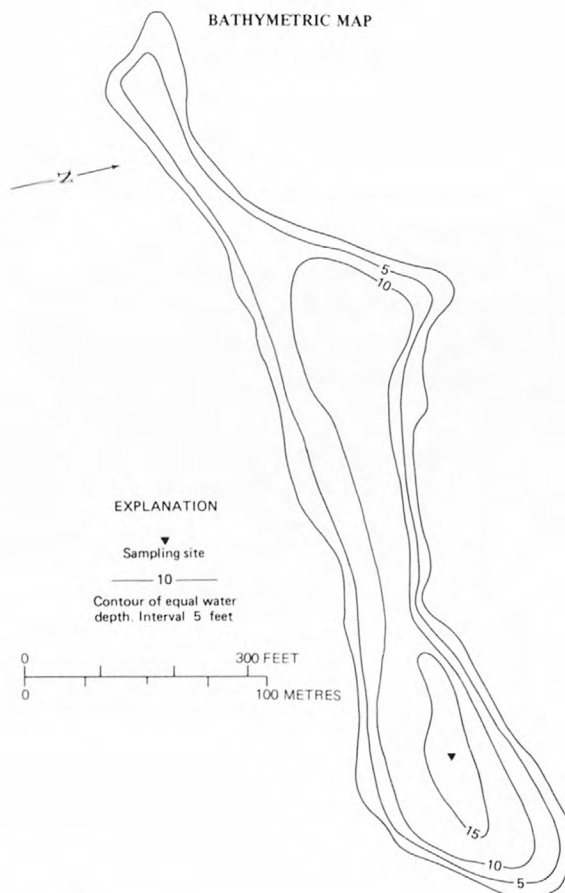 BATHYMETRIC MAP
N
5
10
EXPLANATION
Sampling site
10
Contour of equal water
depth. Interval 5 feet
0 300 FEET
0 100 METRES
15
10
5